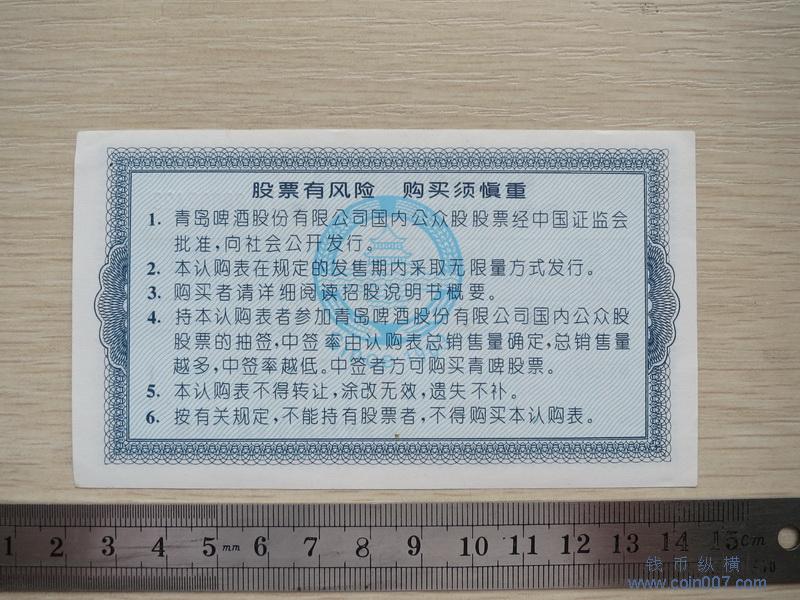 股票有风险 购买须慎重
1. 青岛啤酒股份有限公司国内公众股股票经中国证监会
批准,向社会公开发行。
2. 本认购表在规定的发售期内采取无限量方式发行。
3. 购买者请详细阅读招股说明书概要。
4. 持本认购表者参加青岛啤酒股份有限公司国内公众股
股票的抽签,中签率由认购表总销售量确定,总销售量
越多,中签率越低。中签者方可购买青啤股票。
5. 本认购表不得转让,涂改无效,遗失不补。
6. 按有关规定,不能持有股票者,不得购买本认购表。
1 2 3 4 5 mm 6 7 8 9 10 11 12 13 14 15 cm
钱币纵横
www.coin007.com